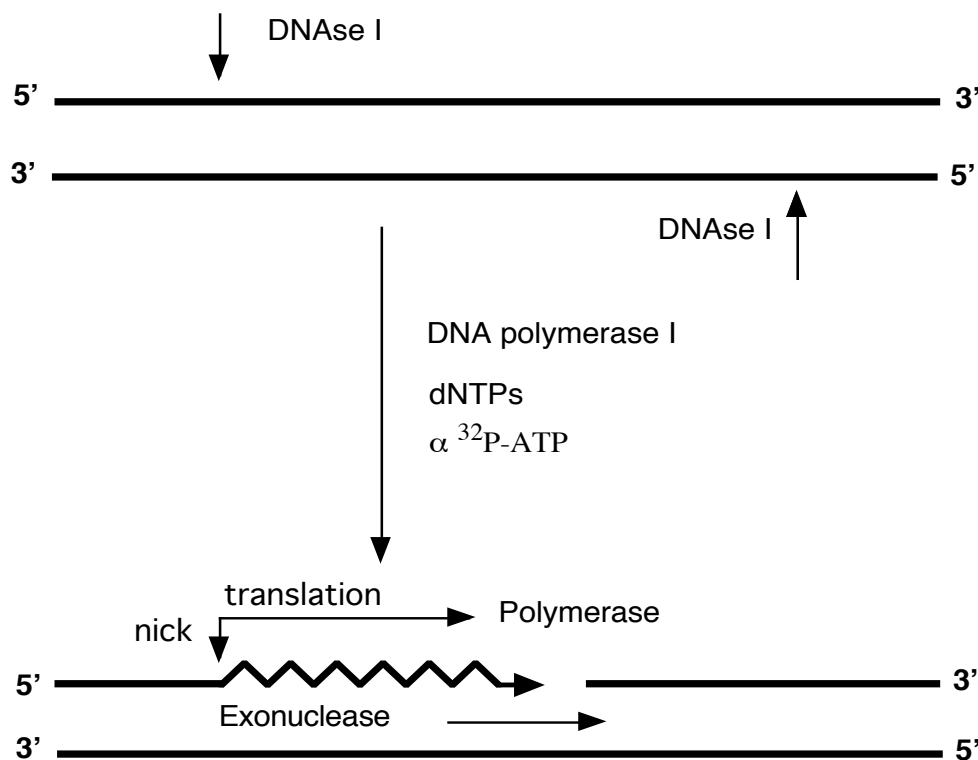 DNAse I
5’ 3’
3’ 5’
DNAse I
DNA polymerase I
dNTPs
α ³²P-ATP
translation
Polymerase
nick
5’ 3’
Exonuclease
3’ 5’